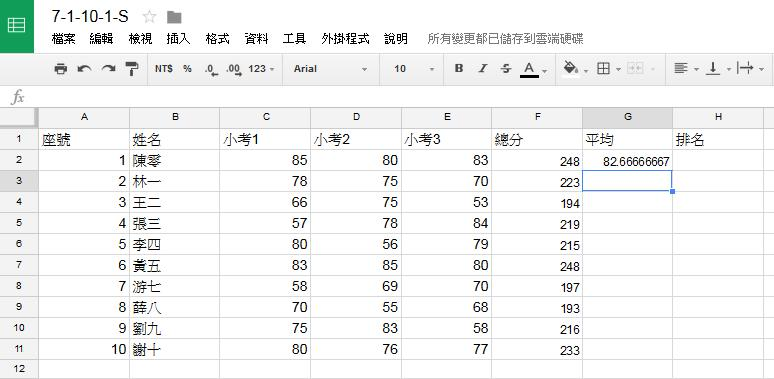 7-1-10-1-S
檔案 編輯 檢視 插入 格式 資料 工具 外掛程式 說明 所有變更都已儲存到雲端硬碟
NT$ % .0 .00 123 Arial 10 B I S A
fx
A B C D E F G H
1 座號 姓名 小考1 小考2 小考3 總分 平均 排名
2 1 陳零 85 80 83 248 82.66666667
3 2 林一 78 75 70 223
4 3 王二 66 75 53 194
5 4 張三 57 78 84 219
6 5 李四 80 56 79 215
7 6 黃五 83 85 80 248
8 7 游七 58 69 70 197
9 8 薛八 70 55 68 193
10 9 劉九 75 83 58 216
11 10 謝十 80 76 77 233
12